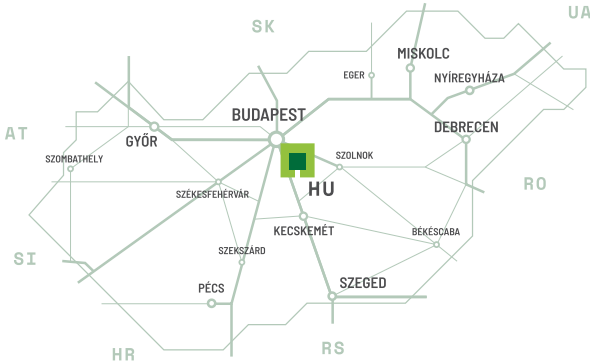 UA
SK
MISKOLC
EGER
NYÍREGYHÁZA
BUDAPEST
DEBRECEN
AT
GYŐR
SZOMBATHELY
SZOLNOK
RO
HU
SZÉKESFEHÉRVÁR
KECSKEMÉT
BÉKÉSCABA
SZEKSZÁRD
SI
PÉCS
SZEGED
HR
RS